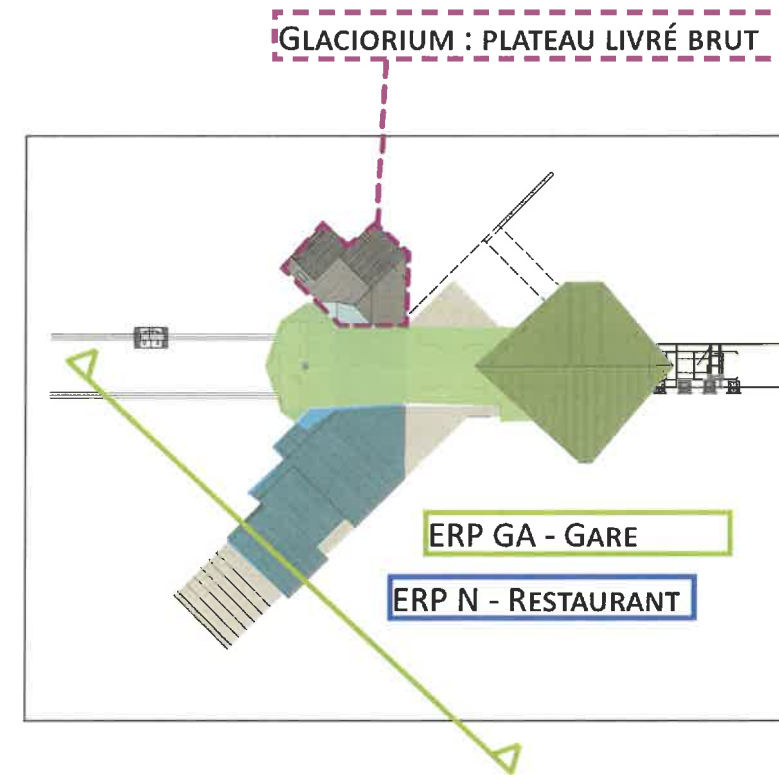 GLACIORIUM : PLATEAU LIVRÉ BRUT
ERP GA - GARE
ERP N - RESTAURANT